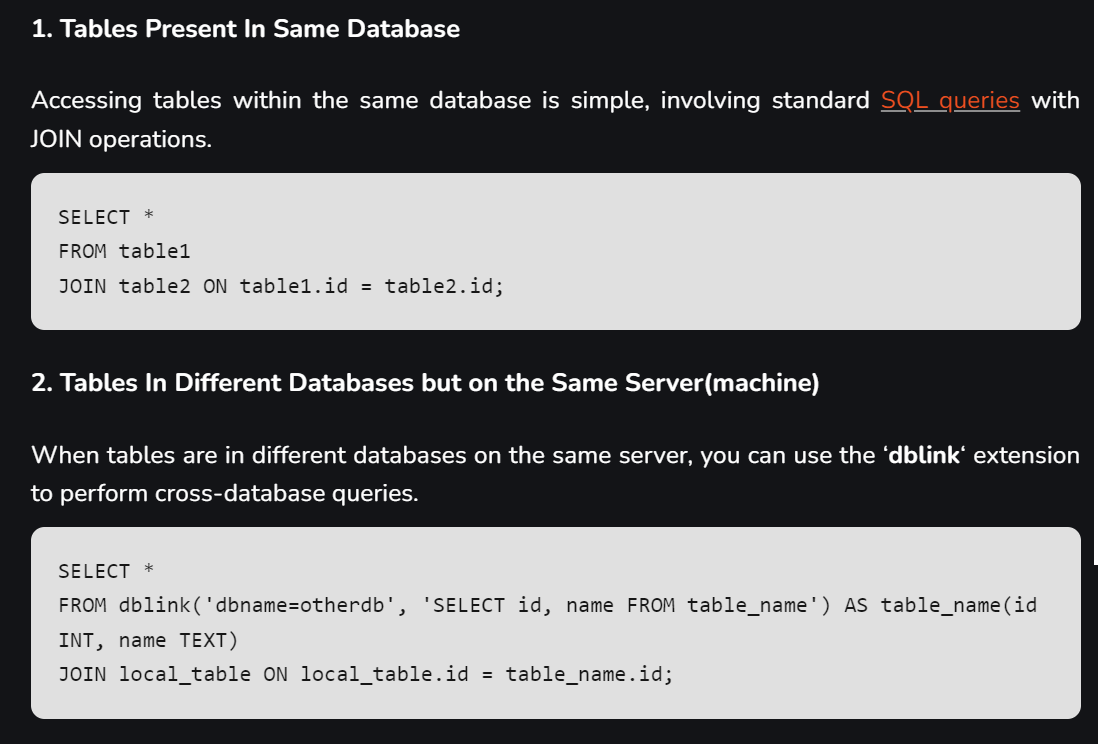 1. Tables Present In Same Database
Accessing tables within the same database is simple, involving standard SQL queries with
JOIN operations.
SELECT *
FROM table1
JOIN table2 ON table1.id = table2.id;
2. Tables In Different Databases but on the Same Server(machine)
When tables are in different databases on the same server, you can use the ‘dblink‘ extension
to perform cross-database queries.
SELECT *
FROM dblink('dbname=otherdb', 'SELECT id, name FROM table_name') AS table_name(id
INT, name TEXT)
JOIN local_table ON local_table.id = table_name.id;